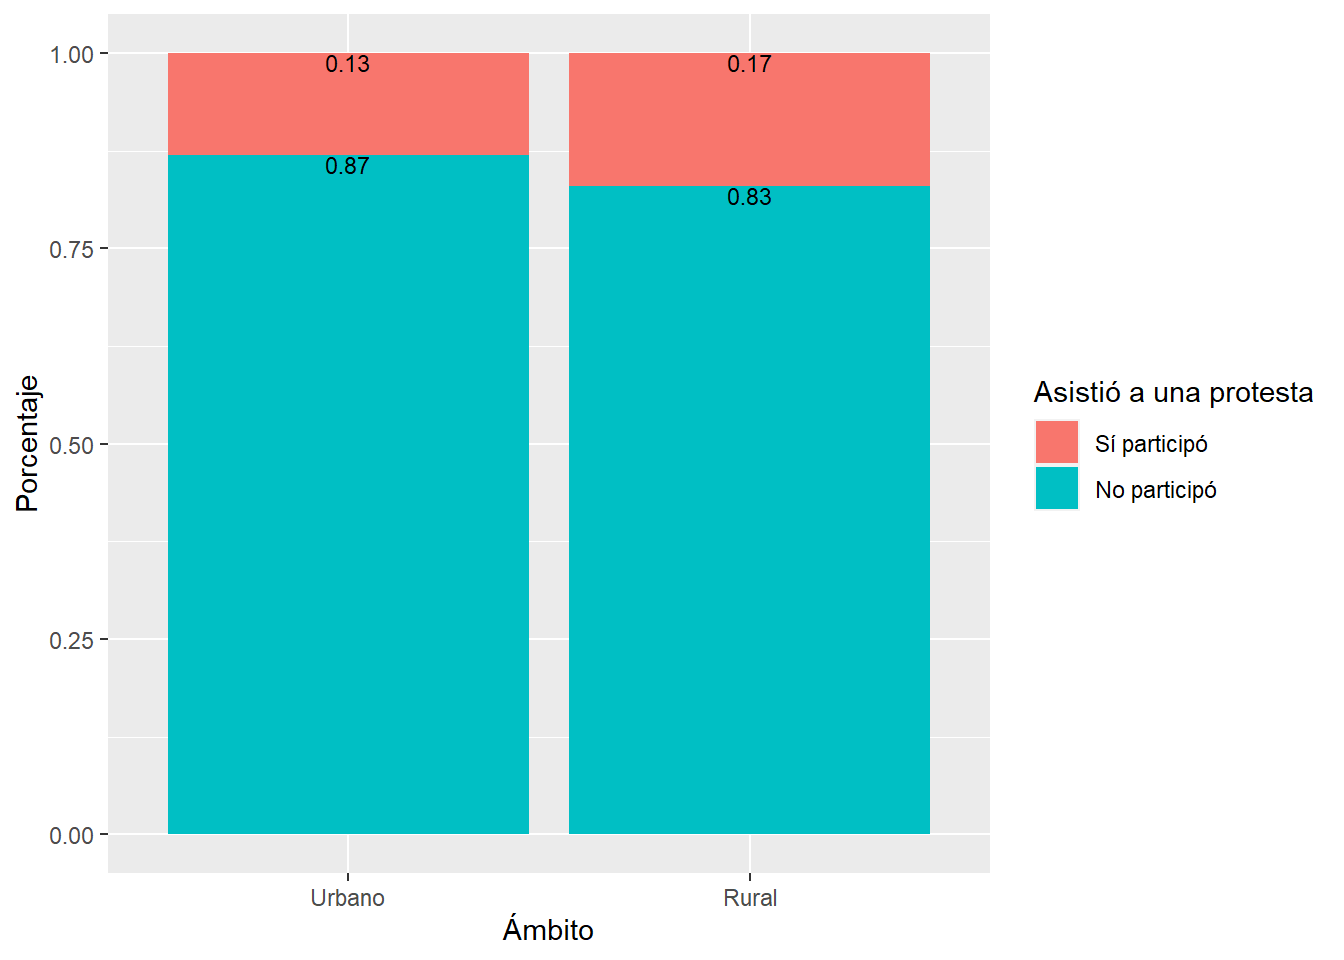 1.00
0.75
0.50
0.25
0.00
Porcentaje
0.13
0.87
0.17
0.83
Urbano
Rural
Ámbito
Asistió a una protesta
Sí participó
No participó